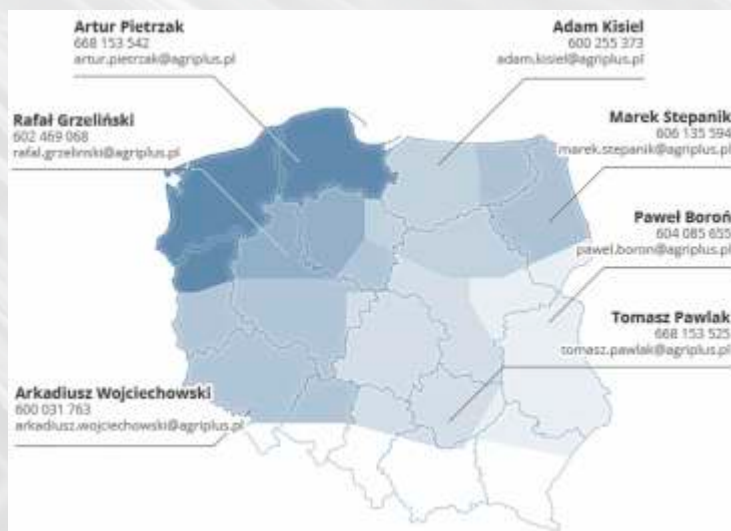 Artur Pietrzak
668 153 542
artur.pietrzak@agriplus.pl
Adam Kisiel
600 255 373
adam.kisiel@agriplus.pl
Rafał Grzeliński
602 469 068
rafal.grzelinski@agriplus.pl
Marek Stepanik
606 135 594
marek.stepanik@agriplus.pl
Paweł Boroń
604 085 655
pawel.boron@agriplus.pl
Tomasz Pawlak
668 153 525
tomasz.pawlak@agriplus.pl
Arkadiusz Wojciechowski
600 031 763
arkadiusz.wojciechowski@agriplus.pl